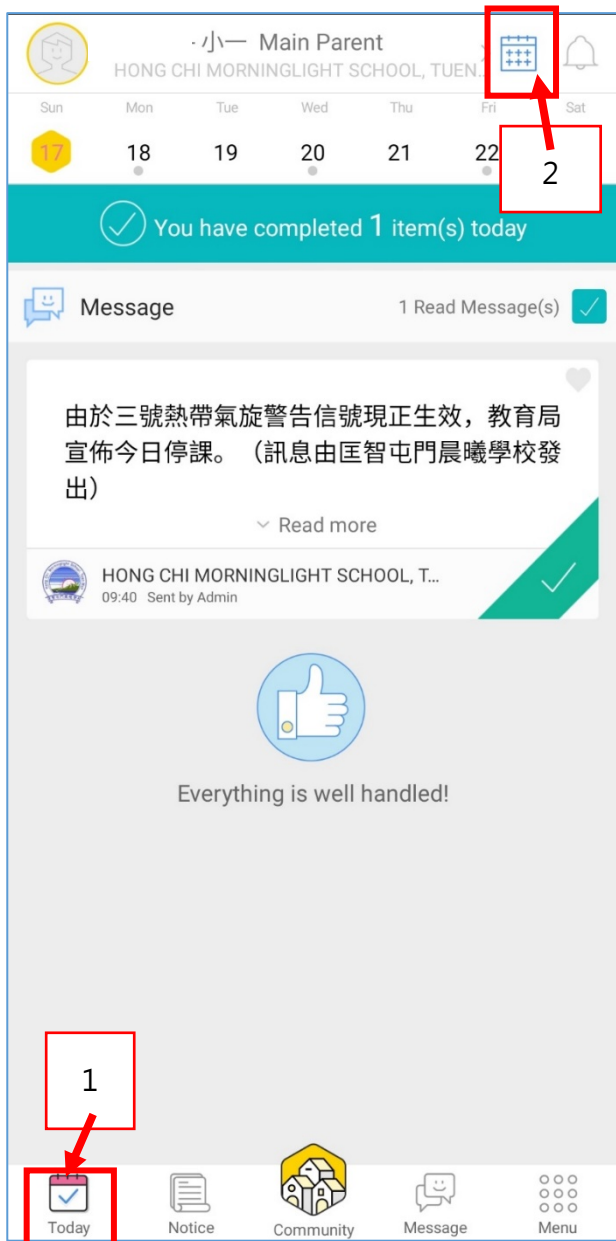 · 小一 Main Parent
HONG CHI MORNINGLIGHT SCHOOL, TUEN...
Sun Mon Tue Wed Thu Fri Sat
17 18 19 20 21 22
2
You have completed 1 item(s) today
Message 1 Read Message(s)
由於三號熱帶氣旋警告信號現正生效，教育局
宣佈今日停課。（訊息由匡智屯門晨曦學校發
出）
Read more
HONG CHI MORNINGLIGHT SCHOOL, T...
09:40 Sent by Admin
Everything is well handled!
1
Today Notice Community Message Menu